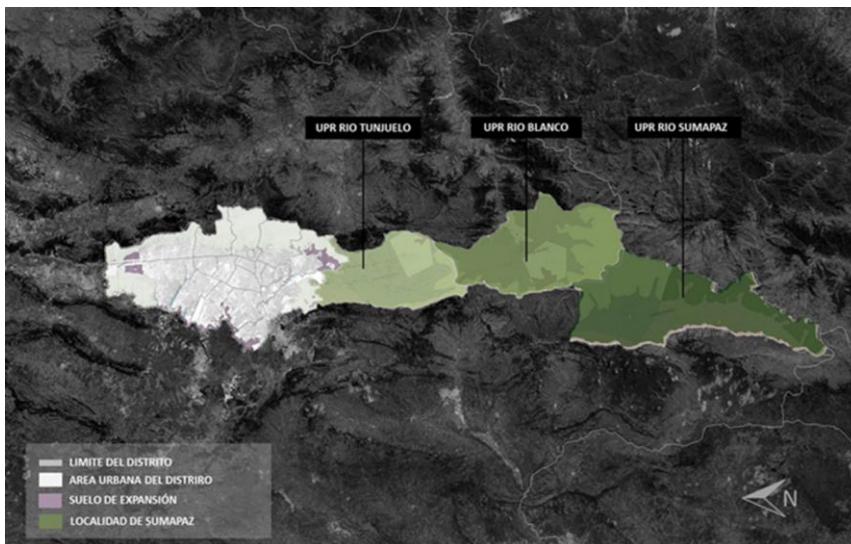 UPR RIO TUNJUELO
UPR RIO BLANCO
UPR RIO SUMAPAZ
LIMITE DEL DISTRITO
AREA URBANA DEL DISTRIRO
SUELO DE EXPANSIÓN
LOCALIDAD DE SUMAPAZ
N